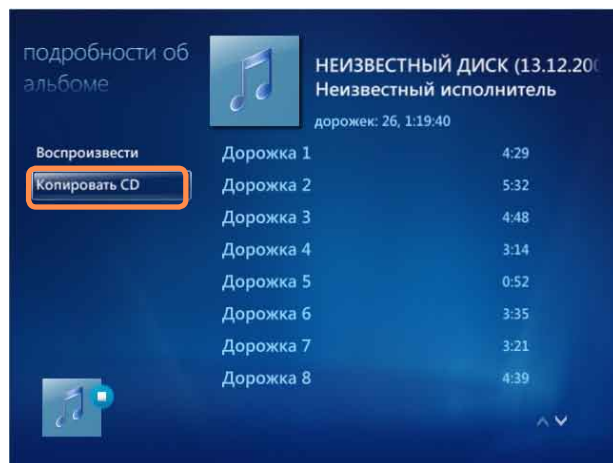 подробности об
альбоме
НЕИЗВЕСТНЫЙ ДИСК (13.12.200
Неизвестный исполнитель
дорожек: 26, 1:19:40
Воспроизвести
Копировать CD
Дорожка 1 4:29
Дорожка 2 5:32
Дорожка 3 4:48
Дорожка 4 3:14
Дорожка 5 0:52
Дорожка 6 3:35
Дорожка 7 3:21
Дорожка 8 4:39